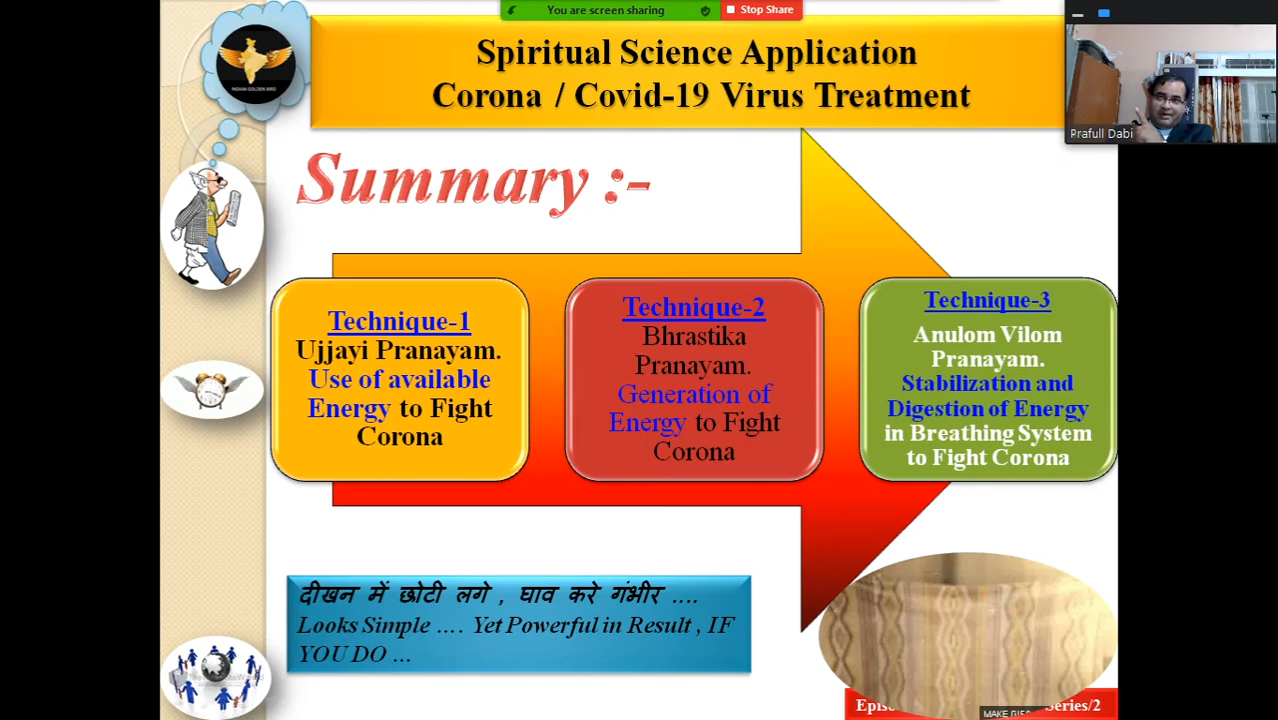 You are screen sharing
Stop Share
INDIAN GOLDEN BIRD
Spiritual Science Application
Corona / Covid-19 Virus Treatment
Prafull Dabi
Summary :-
Technique-1
Ujjayi Pranayam.
Use of available
Energy to Fight
Corona
Technique-2
Bhrastika
Pranayam.
Generation of
Energy to Fight
Corona
Technique-3
Anulom Vilom
Pranayam.
Stabilization and
Digestion of Energy
in Breathing System
to Fight Corona
दीखन में छोटी लगे , घाव करे गंभीर ....
Looks Simple .... Yet Powerful in Result , IF
YOU DO ...
Series/2